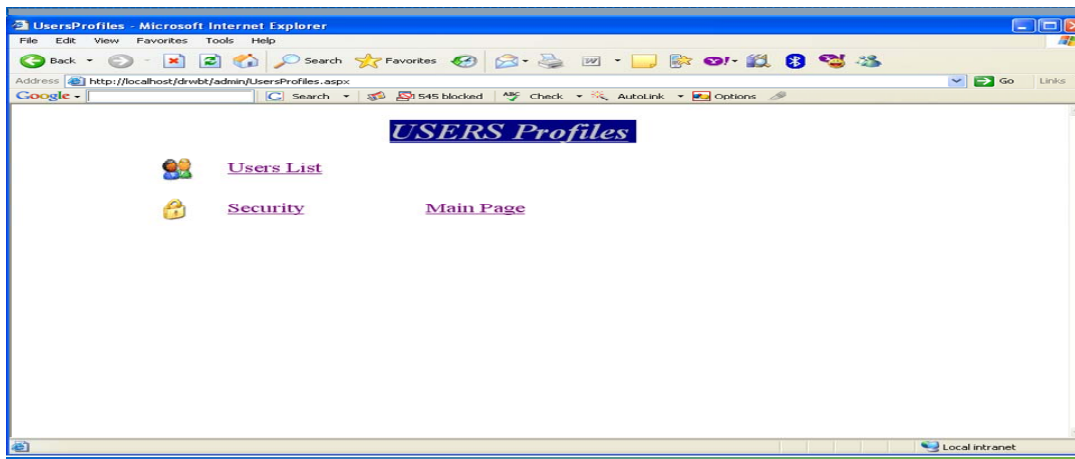 UsersProfiles - Microsoft Internet Explorer
File Edit View Favorites Tools Help
Back Search Favorites
Address http://localhost/drwbt/admin/UsersProfiles.aspx Go Links
Google Search 545 blocked ABC Check AutoLink Options
USERS Profiles
Users List
Security Main Page
Local intranet